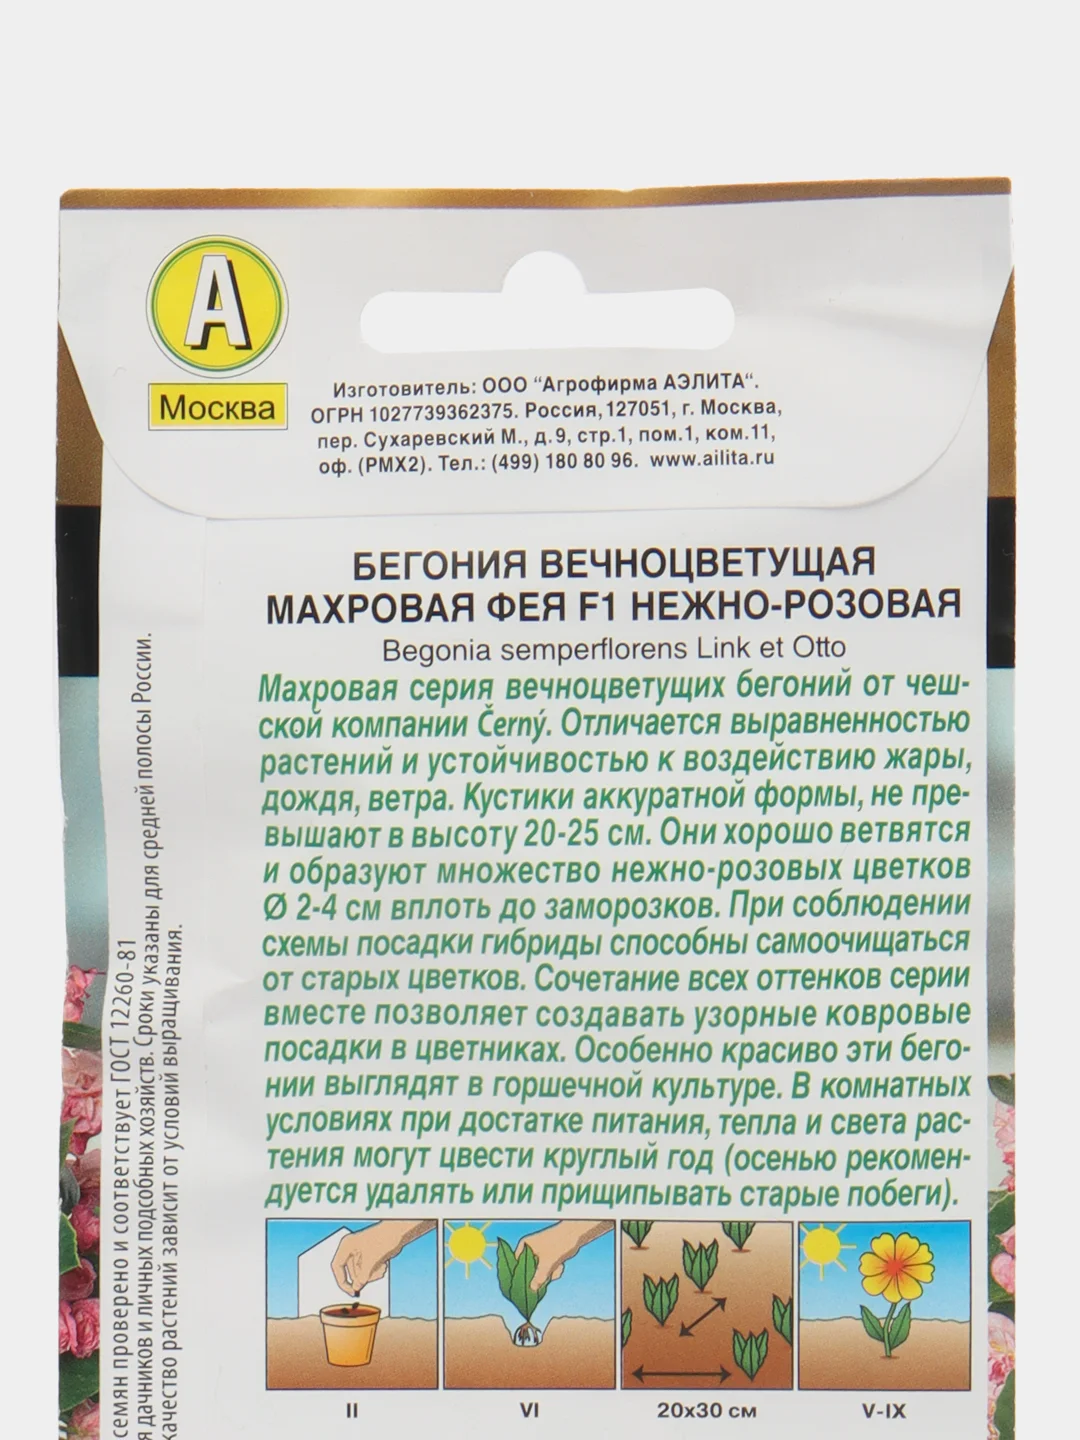 А
Москва
Изготовитель: ООО “Агрофирма АЭЛИТА“.
ОГРН 1027739362375. Россия, 127051, г. Москва,
пер. Сухаревский М., д.9, стр.1, пом.1, ком.11,
оф. (РМХ2). Тел.: (499) 180 80 96. www.ailita.ru
БЕГОНИЯ ВЕЧНОЦВЕТУЩАЯ
МАХРОВАЯ ФЕЯ F1 НЕЖНО-РОЗОВАЯ
Begonia semperflorens Link et Otto
Махровая серия вечноцветущих бегоний от чеш-
ской компании Černý. Отличается выравненностью
растений и устойчивостью к воздействию жары,
дождя, ветра. Кустики аккуратной формы, не пре-
вышают в высоту 20-25 см. Они хорошо ветвятся
и образуют множество нежно-розовых цветков
Ø 2-4 см вплоть до заморозков. При соблюдении
схемы посадки гибриды способны самоочищаться
от старых цветков. Сочетание всех оттенков серии
вместе позволяет создавать узорные ковровые
посадки в цветниках. Особенно красиво эти бего-
нии выглядят в горшечной культуре. В комнатных
условиях при достатке питания, тепла и света рас-
тения могут цвести круглый год (осенью рекомен-
дуется удалять или прищипывать старые побеги).
II
VI
20х30 см
V-IX
семян проверено и соответствует ГОСТ 12260-81
дачников и личных подсобных хозяйств. Сроки указаны для средней полосы России.
качество растений зависит от условий выращивания.